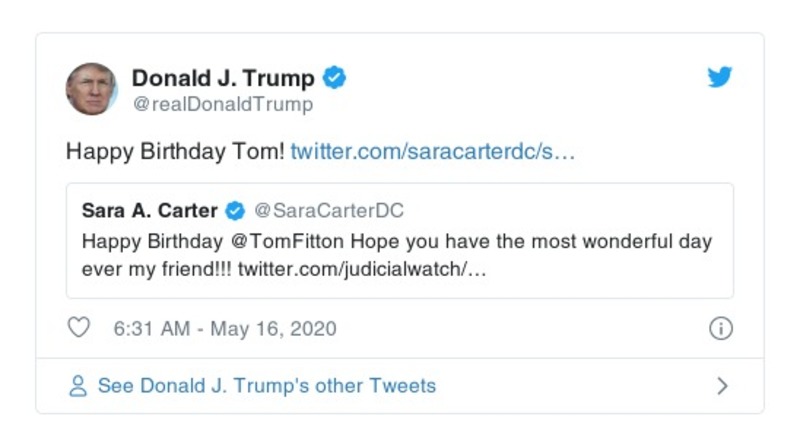 Donald J. Trump
@realDonaldTrump
Happy Birthday Tom! twitter.com/saracarterdc/s…
Sara A. Carter @SaraCarterDC
Happy Birthday @TomFitton Hope you have the most wonderful day
ever my friend!!! twitter.com/judicialwatch/…
6:31 AM - May 16, 2020
See Donald J. Trump's other Tweets